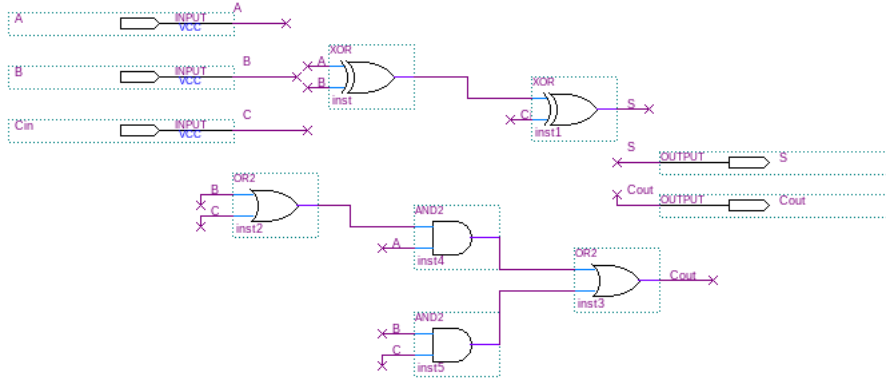 A
INPUT
VCC
A
B
INPUT
VCC
B
Cin
INPUT
VCC
C
XOR
A
B
inst
XOR
C
S
inst1
S
OUTPUT
S
Cout
OUTPUT
Cout
OR2
B
C
inst2
AND2
A
inst4
OR2
Cout
inst3
AND2
B
C
inst5